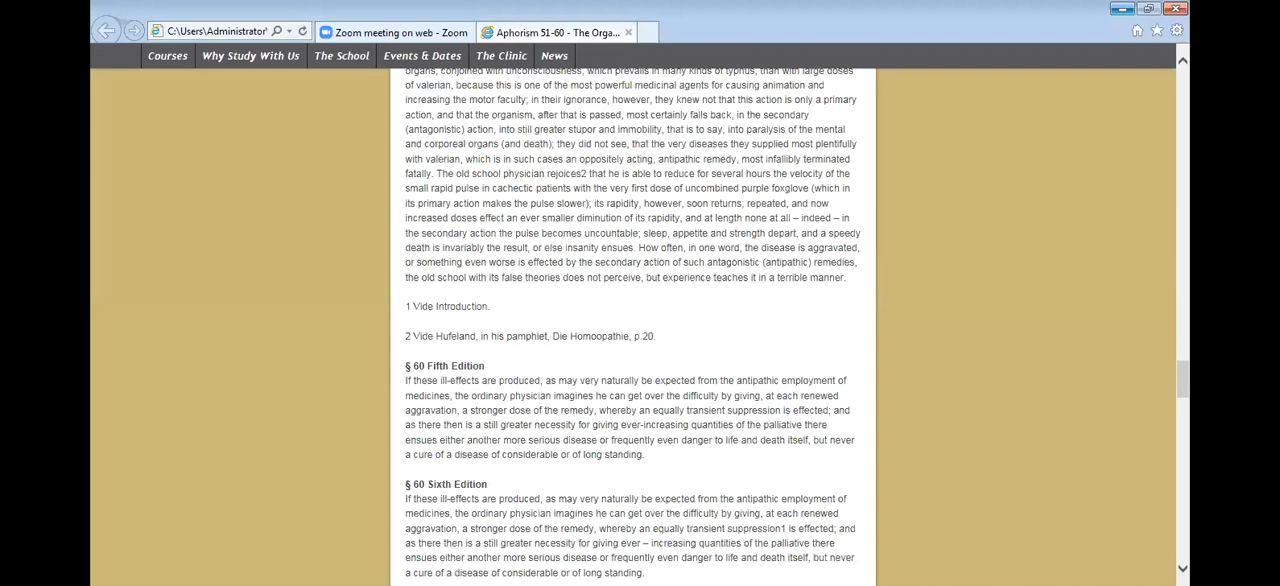 C:\Users\Administrator\
Zoom meeting on web - Zoom
Aphorism 51-60 - The Orga...
Courses
Why Study With Us
The School
Events & Dates
The Clinic
News
organs, conjoined with unconsciousness, which prevails in many kinds of typhus, than with large doses
of valerian, because this is one of the most powerful medicinal agents for causing animation and
increasing the motor faculty; in their ignorance, however, they knew not that this action is only a primary
action, and that the organism, after that is passed, most certainly falls back, in the secondary
(antagonistic) action, into still greater stupor and immobility, that is to say, into paralysis of the mental
and corporeal organs (and death); they did not see, that the very diseases they supplied most plentifully
with valerian, which is in such cases an oppositely acting, antipathic remedy, most infallibly terminated
fatally. The old school physician rejoices2 that he is able to reduce for several hours the velocity of the
small rapid pulse in cachectic patients with the very first dose of uncombined purple foxglove (which in
its primary action makes the pulse slower); its rapidity, however, soon returns; repeated, and now
increased doses effect an ever smaller diminution of its rapidity, and at length none at all – indeed – in
the secondary action the pulse becomes uncountable; sleep, appetite and strength depart, and a speedy
death is invariably the result, or else insanity ensues. How often, in one word, the disease is aggravated,
or something even worse is effected by the secondary action of such antagonistic (antipathic) remedies,
the old school with its false theories does not perceive, but experience teaches it in a terrible manner.
1 Vide Introduction.
2 Vide Hufeland, in his pamphlet, Die Homoopathie, p.20.
§ 60 Fifth Edition
If these ill-effects are produced, as may very naturally be expected from the antipathic employment of
medicines, the ordinary physician imagines he can get over the difficulty by giving, at each renewed
aggravation, a stronger dose of the remedy, whereby an equally transient suppression is effected; and
as there then is a still greater necessity for giving ever-increasing quantities of the palliative there
ensues either another more serious disease or frequently even danger to life and death itself, but never
a cure of a disease of considerable or of long standing.
§ 60 Sixth Edition
If these ill-effects are produced, as may very naturally be expected from the antipathic employment of
medicines, the ordinary physician imagines he can get over the difficulty by giving, at each renewed
aggravation, a stronger dose of the remedy, whereby an equally transient suppression1 is effected; and
as there then is a still greater necessity for giving ever – increasing quantities of the palliative there
ensues either another more serious disease or frequently even danger to life and death itself, but never
a cure of a disease of considerable or of long standing.